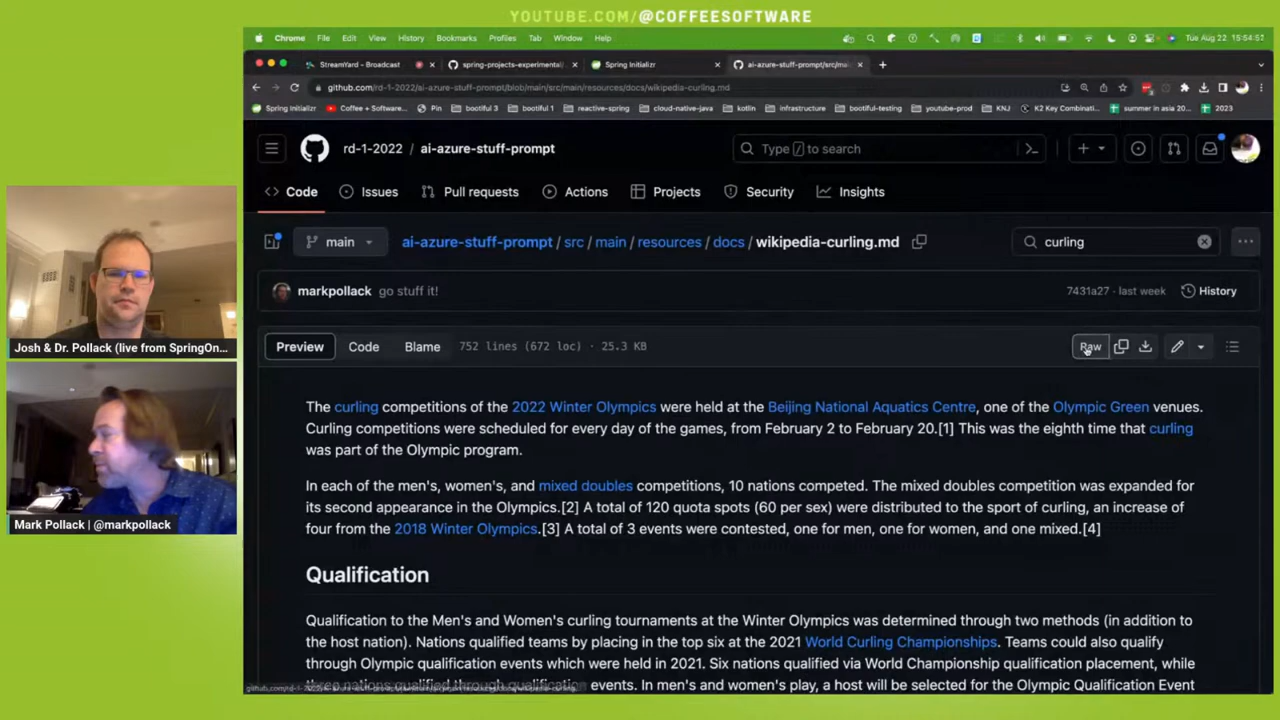 YOUTUBE.COM/@COFFEESOFTWARE
Chrome File Edit View History Bookmarks Profiles Tab Window Help
Tue Aug 22 15:54:51
StreamYard – Broadcast
spring-projects-experimental/
Spring Initializr
ai-azure-stuff-prompt/src/mai
github.com/rd-1-2022/ai-azure-stuff-prompt/blob/main/src/main/resources/docs/wikipedia-curling.md
Spring Initializr Coffee + Software... Pin bootiful 3 bootiful 1 reactive-spring cloud-native-java kotlin infrastructure bootiful-testing youtube-prod KNJ K2 Key Combinati... summer in asia 20... 2023
rd-1-2022 / ai-azure-stuff-prompt
Type / to search
Code Issues Pull requests Actions Projects Security Insights
main
ai-azure-stuff-prompt / src / main / resources / docs / wikipedia-curling.md
curling
markpollack go stuff it!
7431a27 · last week History
Preview Code Blame 752 lines (672 loc) · 25.3 KB
Raw
The curling competitions of the 2022 Winter Olympics were held at the Beijing National Aquatics Centre, one of the Olympic Green venues.
Curling competitions were scheduled for every day of the games, from February 2 to February 20.[1] This was the eighth time that curling
was part of the Olympic program.
In each of the men's, women's, and mixed doubles competitions, 10 nations competed. The mixed doubles competition was expanded for
its second appearance in the Olympics.[2] A total of 120 quota spots (60 per sex) were distributed to the sport of curling, an increase of
four from the 2018 Winter Olympics.[3] A total of 3 events were contested, one for men, one for women, and one mixed.[4]
Qualification
Qualification to the Men's and Women's curling tournaments at the Winter Olympics was determined through two methods (in addition to
the host nation). Nations qualified teams by placing in the top six at the 2021 World Curling Championships. Teams could also qualify
through Olympic qualification events which were held in 2021. Six nations qualified via World Championship qualification placement, while
three nations qualified through qualification events. In men's and women's play, a host will be selected for the Olympic Qualification Event
Josh & Dr. Pollack (live from SpringOn...
Mark Pollack | @markpollack